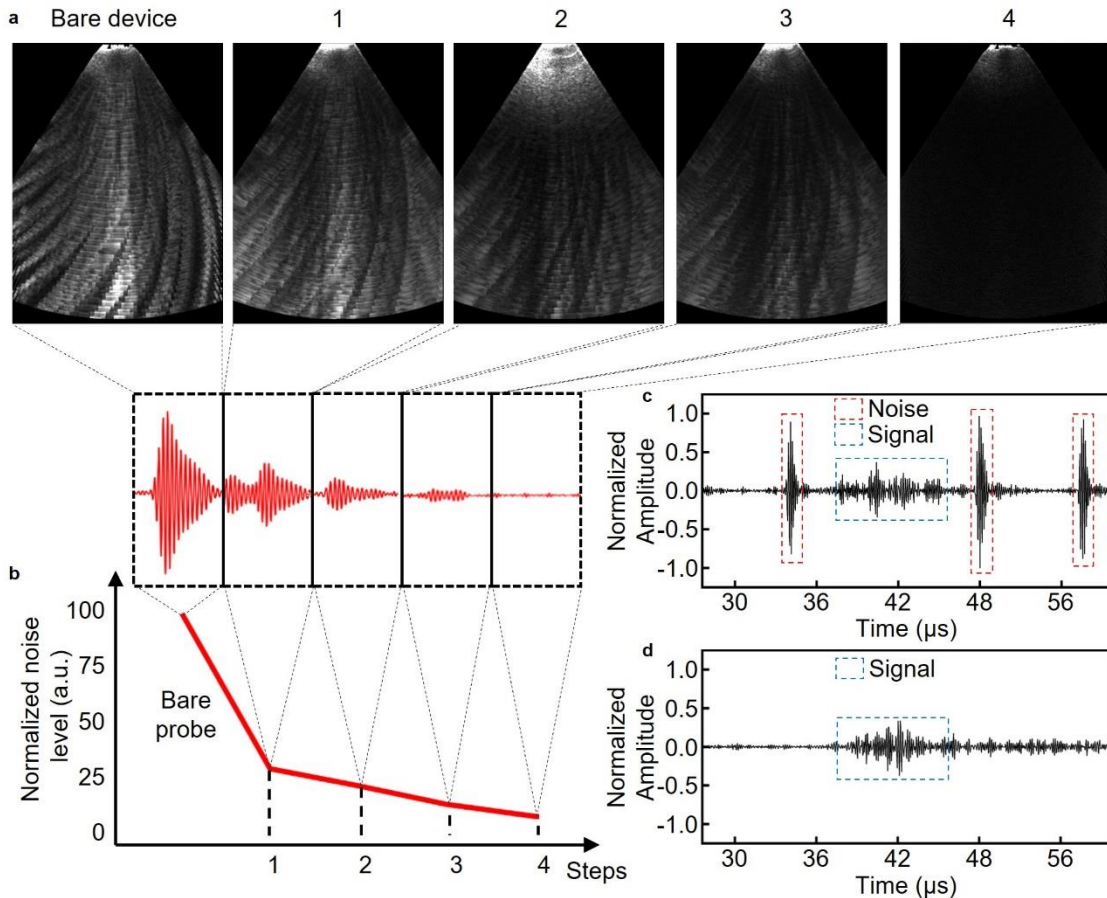 a Bare device 1 2 3 4
b
Normalized noise
level (a.u.)
100
75
50
25
0
Bare
probe
1 2 3 4 Steps
c
Noise
Signal
Normalized
Amplitude
1.0
0.5
0.0
-0.5
-1.0
30 36 42 48 56
Time (µs)
d
Signal
Normalized
Amplitude
1.0
0.5
0.0
-0.5
-1.0
30 36 42 48 56
Time (µs)